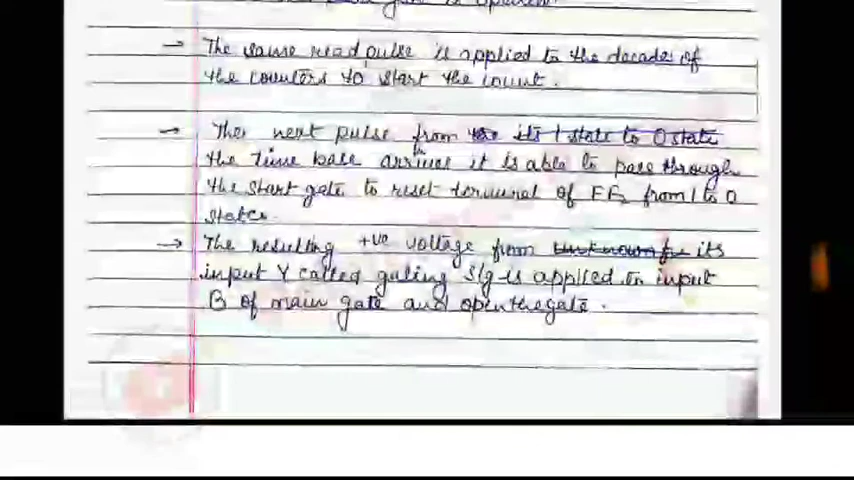 gate is opened.
→ The same read pulse is applied to the decades of
the counters to start the count.
→ The next pulse from its 1 state to 0 state
the time base arrives it is able to pass through
the start gate to reset terminal of FF2 from 1 to 0
state.
→ The resulting +ve voltage from its
input Y called gating s/g is applied on input
B of main gate and open the gate.